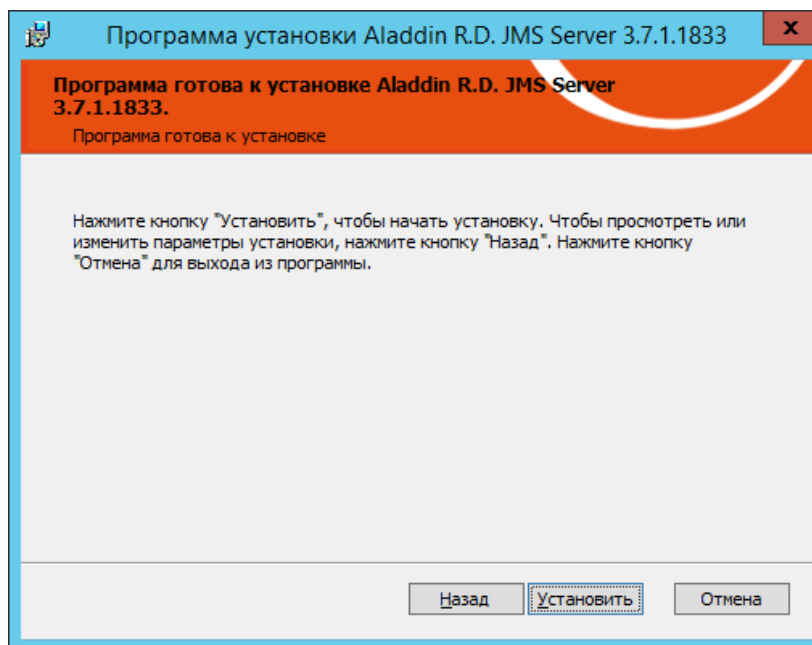 Программа установки Aladdin R.D. JMS Server 3.7.1.1833
x
Программа готова к установке Aladdin R.D. JMS Server
3.7.1.1833.
Программа готова к установке
Нажмите кнопку "Установить", чтобы начать установку. Чтобы просмотреть или
изменить параметры установки, нажмите кнопку "Назад". Нажмите кнопку
"Отмена" для выхода из программы.
Назад Установить Отмена